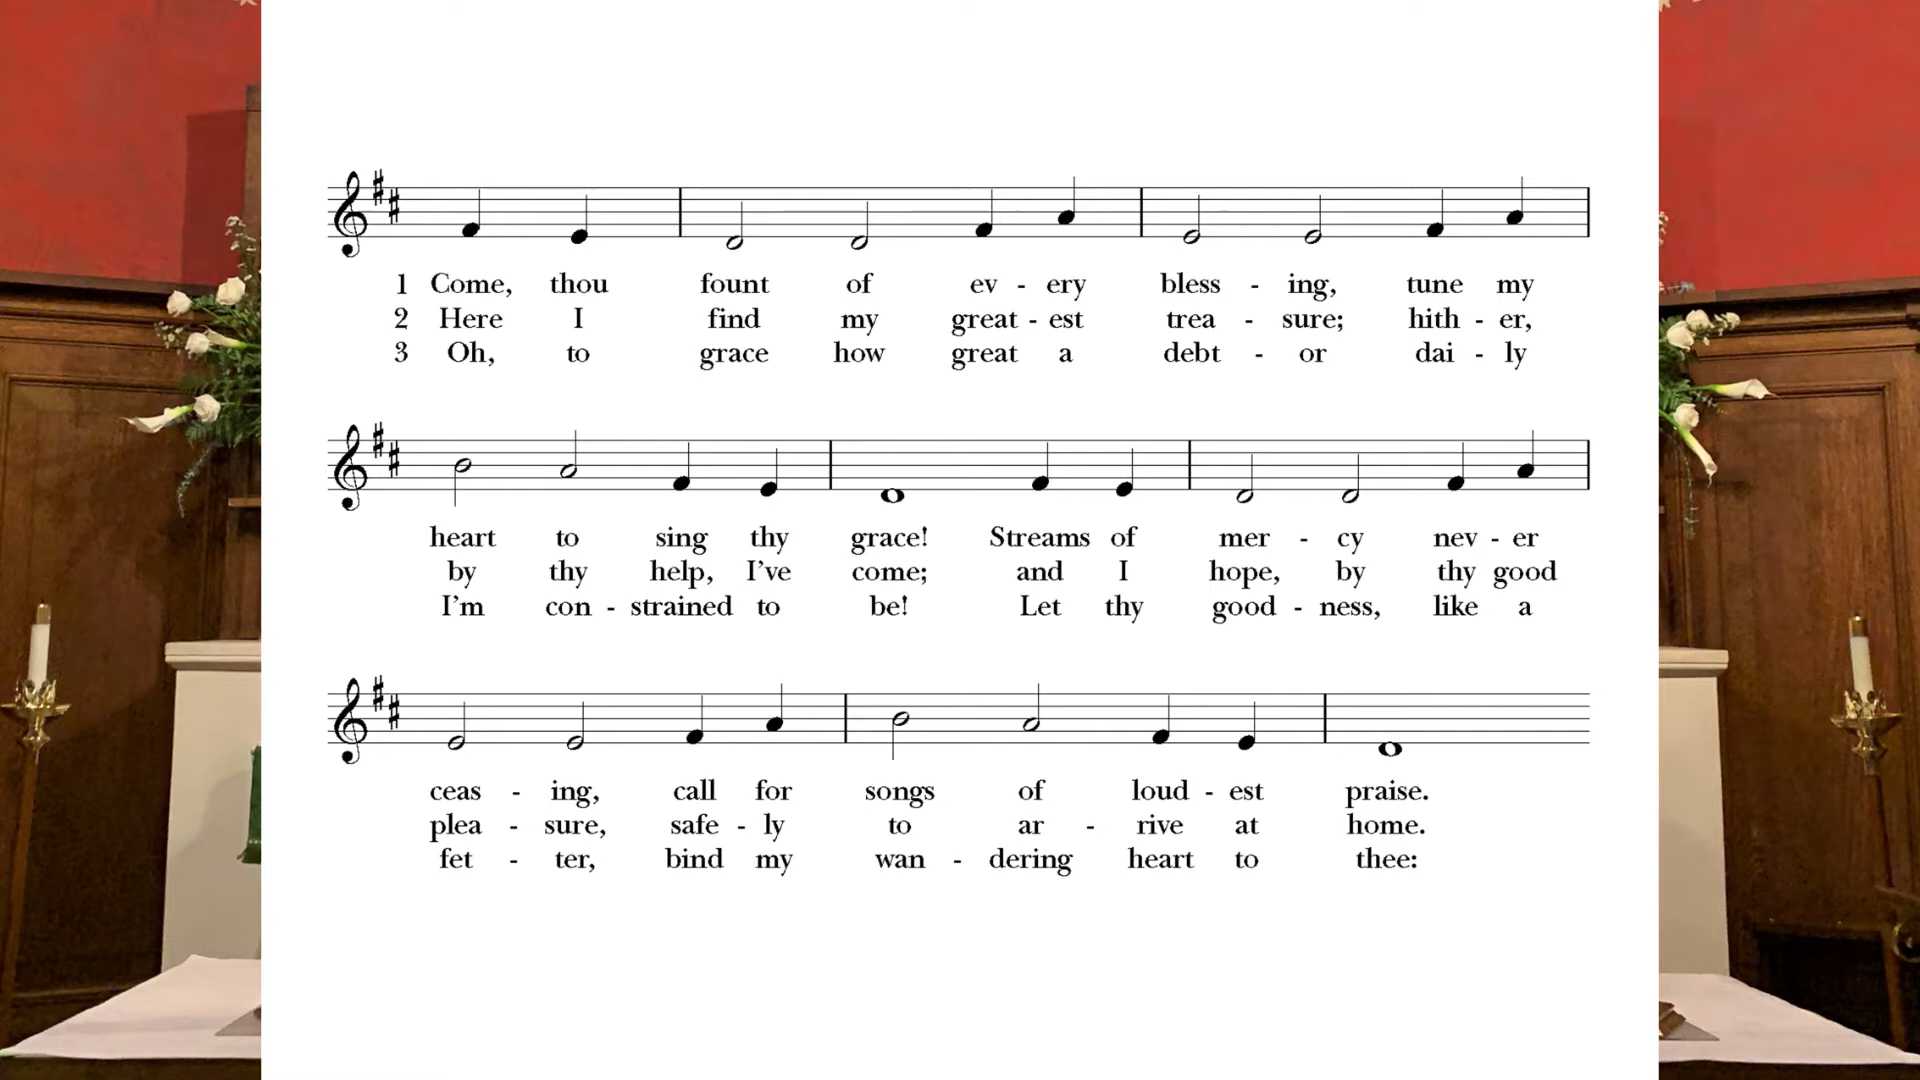 1 Come, thou fount of ev - ery bless - ing, tune my
2 Here I find my great - est trea - sure; hith - er,
3 Oh, to grace how great a debt - or dai - ly
heart to sing thy grace! Streams of mer - cy nev - er
by thy help, I've come; and I hope, by thy good
I'm con - strained to be! Let thy good - ness, like a
ceas - ing, call for songs of loud - est praise.
plea - sure, safe - ly to ar - rive at home.
fet - ter, bind my wan - dering heart to thee: